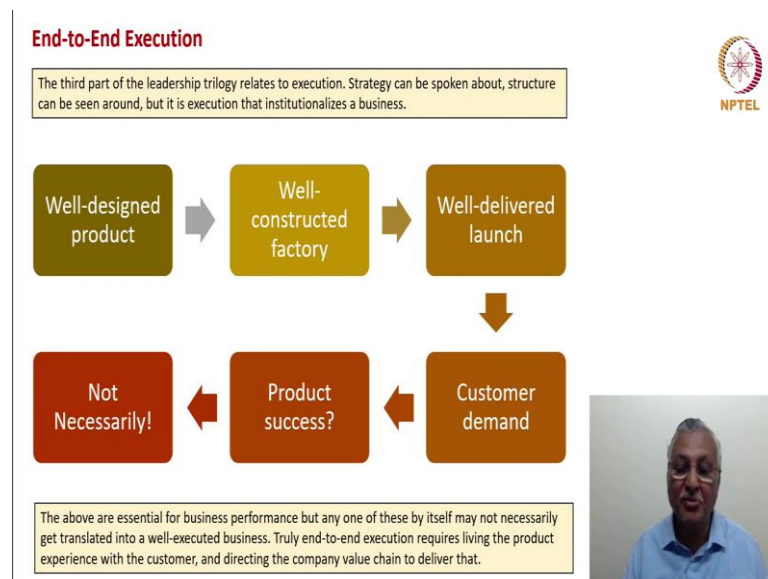 End-to-End Execution
NPTEL
The third part of the leadership trilogy relates to execution. Strategy can be spoken about, structure
can be seen around, but it is execution that institutionalizes a business.
Well-designed
product
Well-
constructed
factory
Well-delivered
launch
Customer
demand
Product
success?
Not
Necessarily!
The above are essential for business performance but any one of these by itself may not necessarily
get translated into a well-executed business. Truly end-to-end execution requires living the product
experience with the customer, and directing the company value chain to deliver that.